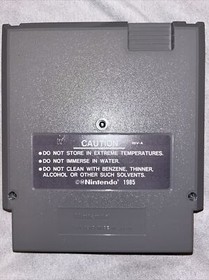 CAUTION REV-A
•DO NOT STORE IN EXTREME TEMPERATURES.
•DO NOT IMMERSE IN WATER.
•DO NOT CLEAN WITH BENZENE, THINNER,
ALCOHOL OR OTHER SUCH SOLVENTS.
©®Nintendo 1985